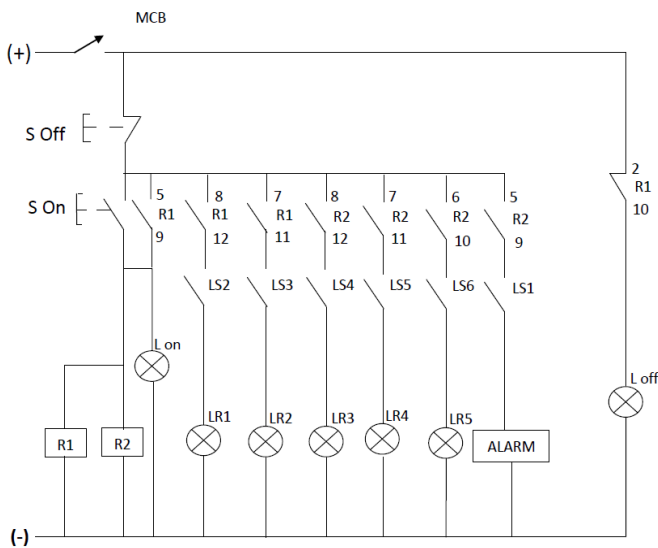 MCB
(+)
S Off
S On
5 8 7 8 7 6 5 2
R1 R1 R1 R2 R2 R2 R2 R1
9 12 11 12 11 10 9 10
LS2 LS3 LS4 LS5 LS6 LS1
L on
L off
LR1 LR2 LR3 LR4 LR5
R1 R2 ALARM
(-)